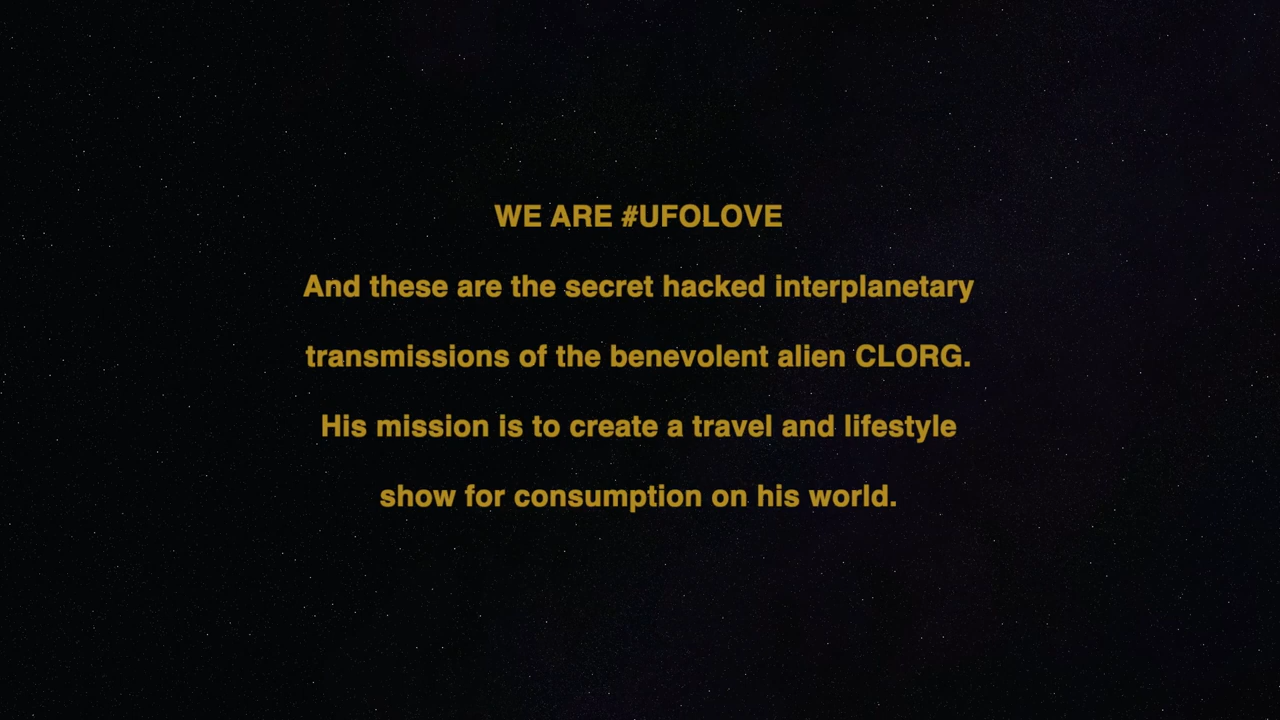 WE ARE #UFOLOVE
And these are the secret hacked interplanetary
transmissions of the benevolent alien CLORG.
His mission is to create a travel and lifestyle
show for consumption on his world.